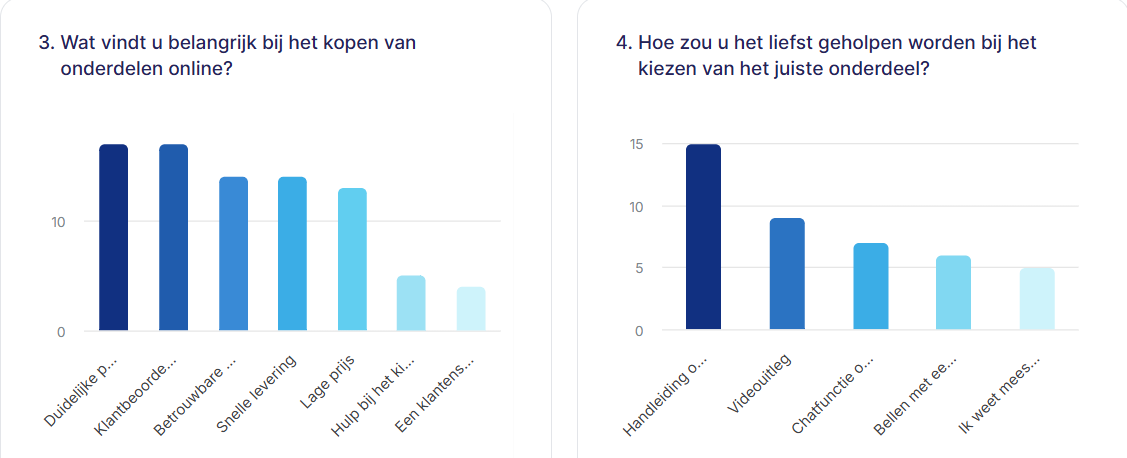 3. Wat vindt u belangrijk bij het kopen van
onderdelen online?
10
0
Duidelijke p...
Klantbeoorde...
Betrouwbare ...
Snelle levering
Lage prijs
Hulp bij het ki...
Een klantens...
4. Hoe zou u het liefst geholpen worden bij het
kiezen van het juiste onderdeel?
15
10
5
0
Handleiding o...
Videouitleg
Chatfunctie o...
Bellen met ee...
Ik weet mees...